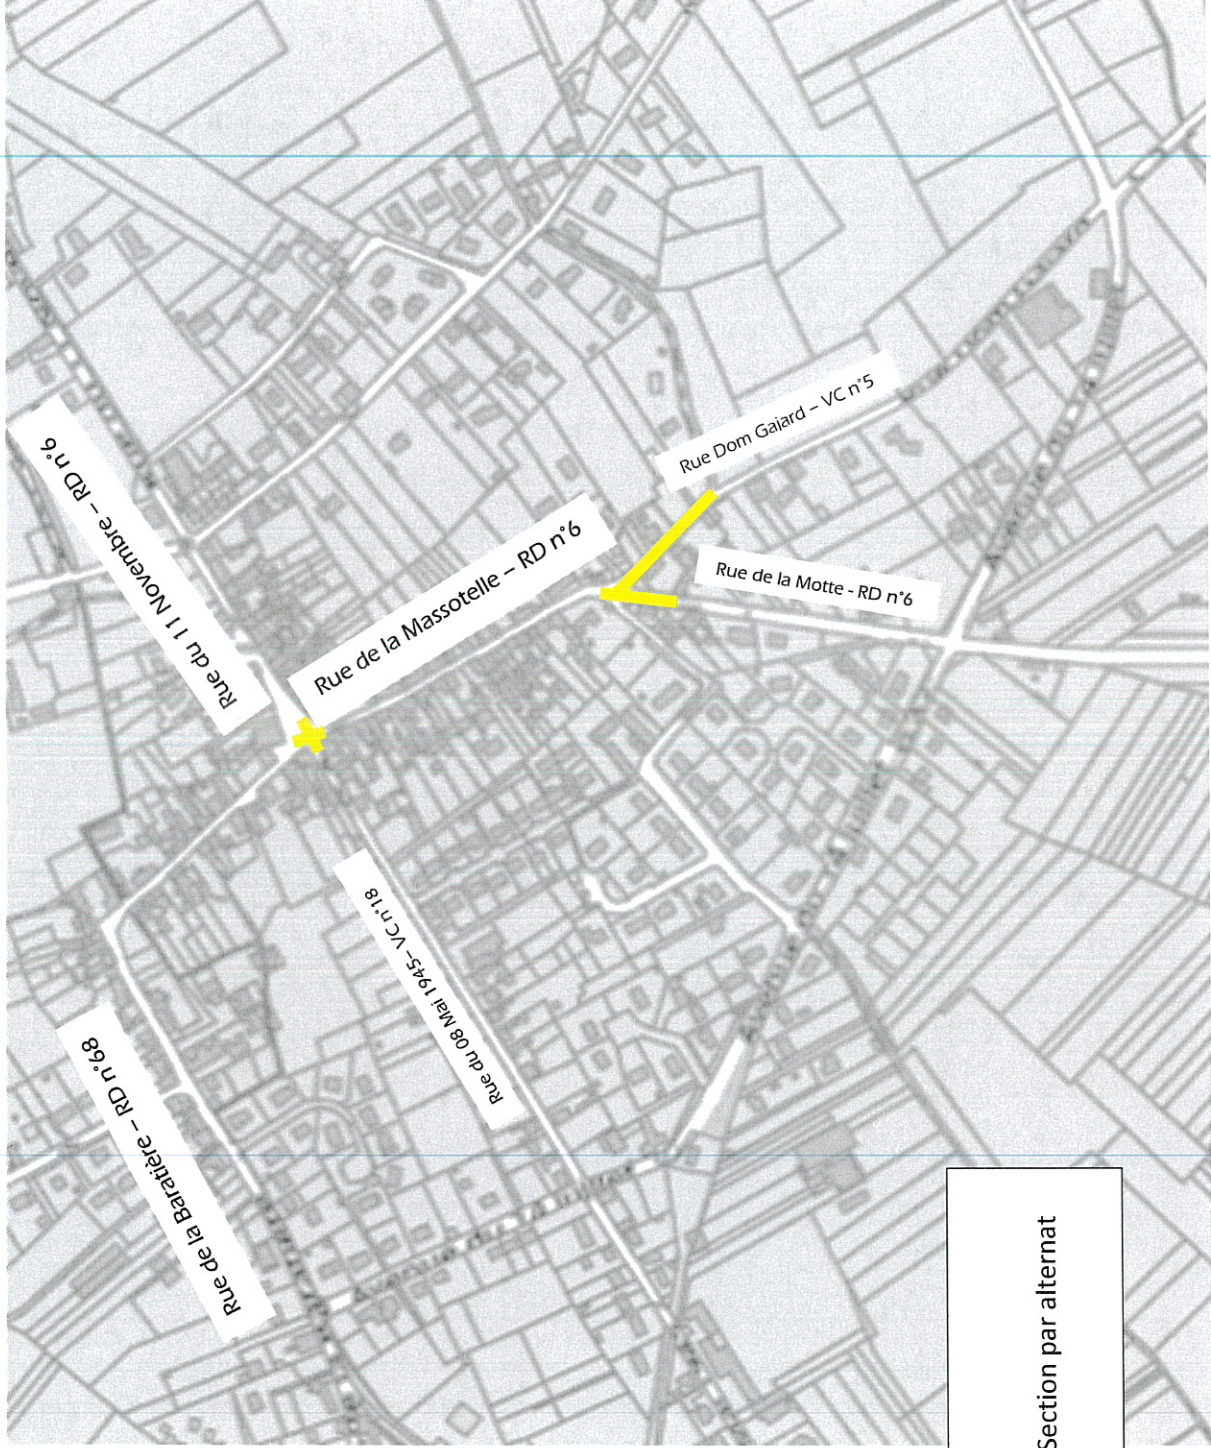 Rue du 11 Novembre – RD n°6
Rue de la Massotelle – RD n°6
Rue Dom Gajard – VC n°5
Rue de la Motte - RD n°6
Rue du 08 Mai 1945– VC n°18
Rue de la Baratière – RD n°68
Section par alternat